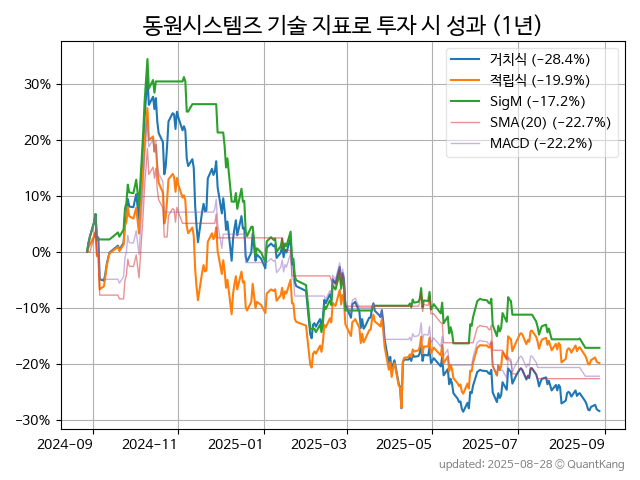 동원시스템즈 기술 지표로 투자 시 성과 (1년)
거치식 (−28.4%)
적립식 (−19.9%)
SigM (−17.2%)
SMA(20) (−22.7%)
MACD (−22.2%)
30%
20%
10%
0%
−10%
−20%
−30%
2024-09 2024-11 2025-01 2025-03 2025-05 2025-07 2025-09
updated: 2025-08-28 © QuantKang